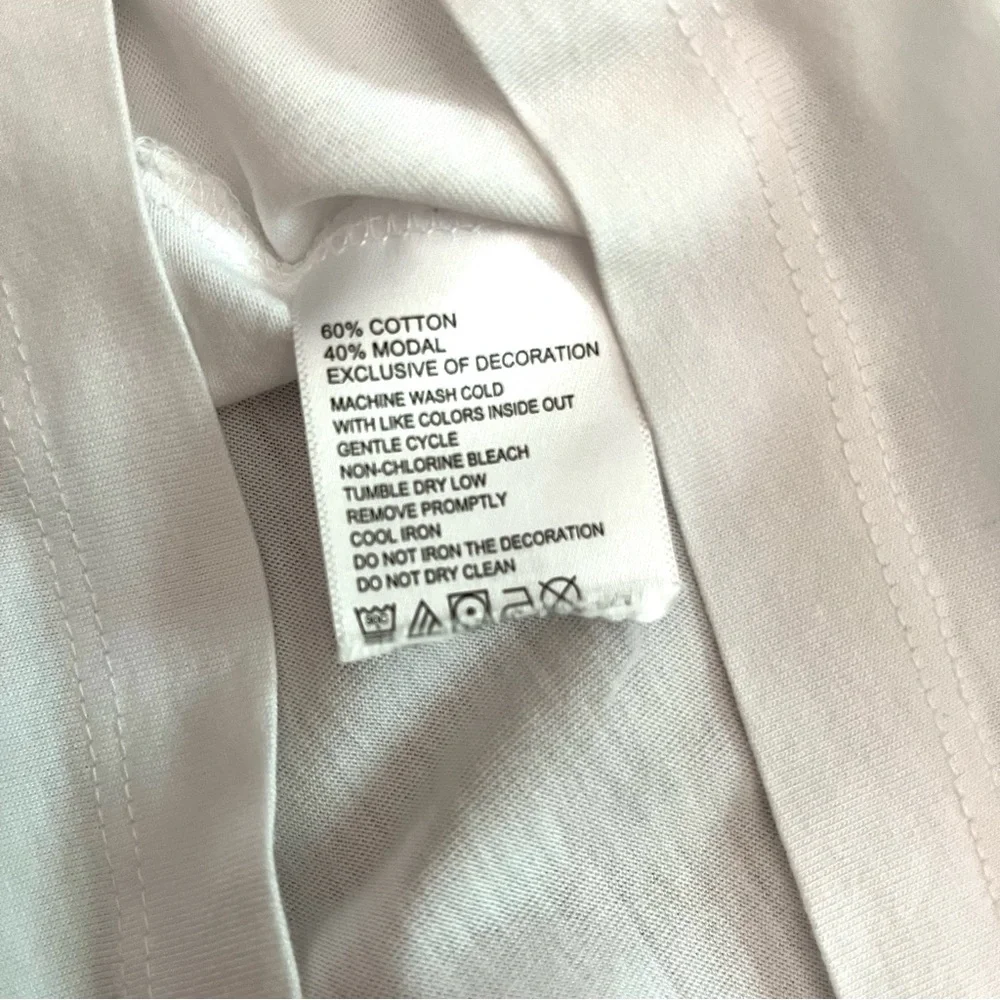 60% COTTON
40% MODAL
EXCLUSIVE OF DECORATION
MACHINE WASH COLD
WITH LIKE COLORS INSIDE OUT
GENTLE CYCLE
NON-CHLORINE BLEACH
TUMBLE DRY LOW
REMOVE PROMPTLY
COOL IRON
DO NOT IRON THE DECORATION
DO NOT DRY CLEAN